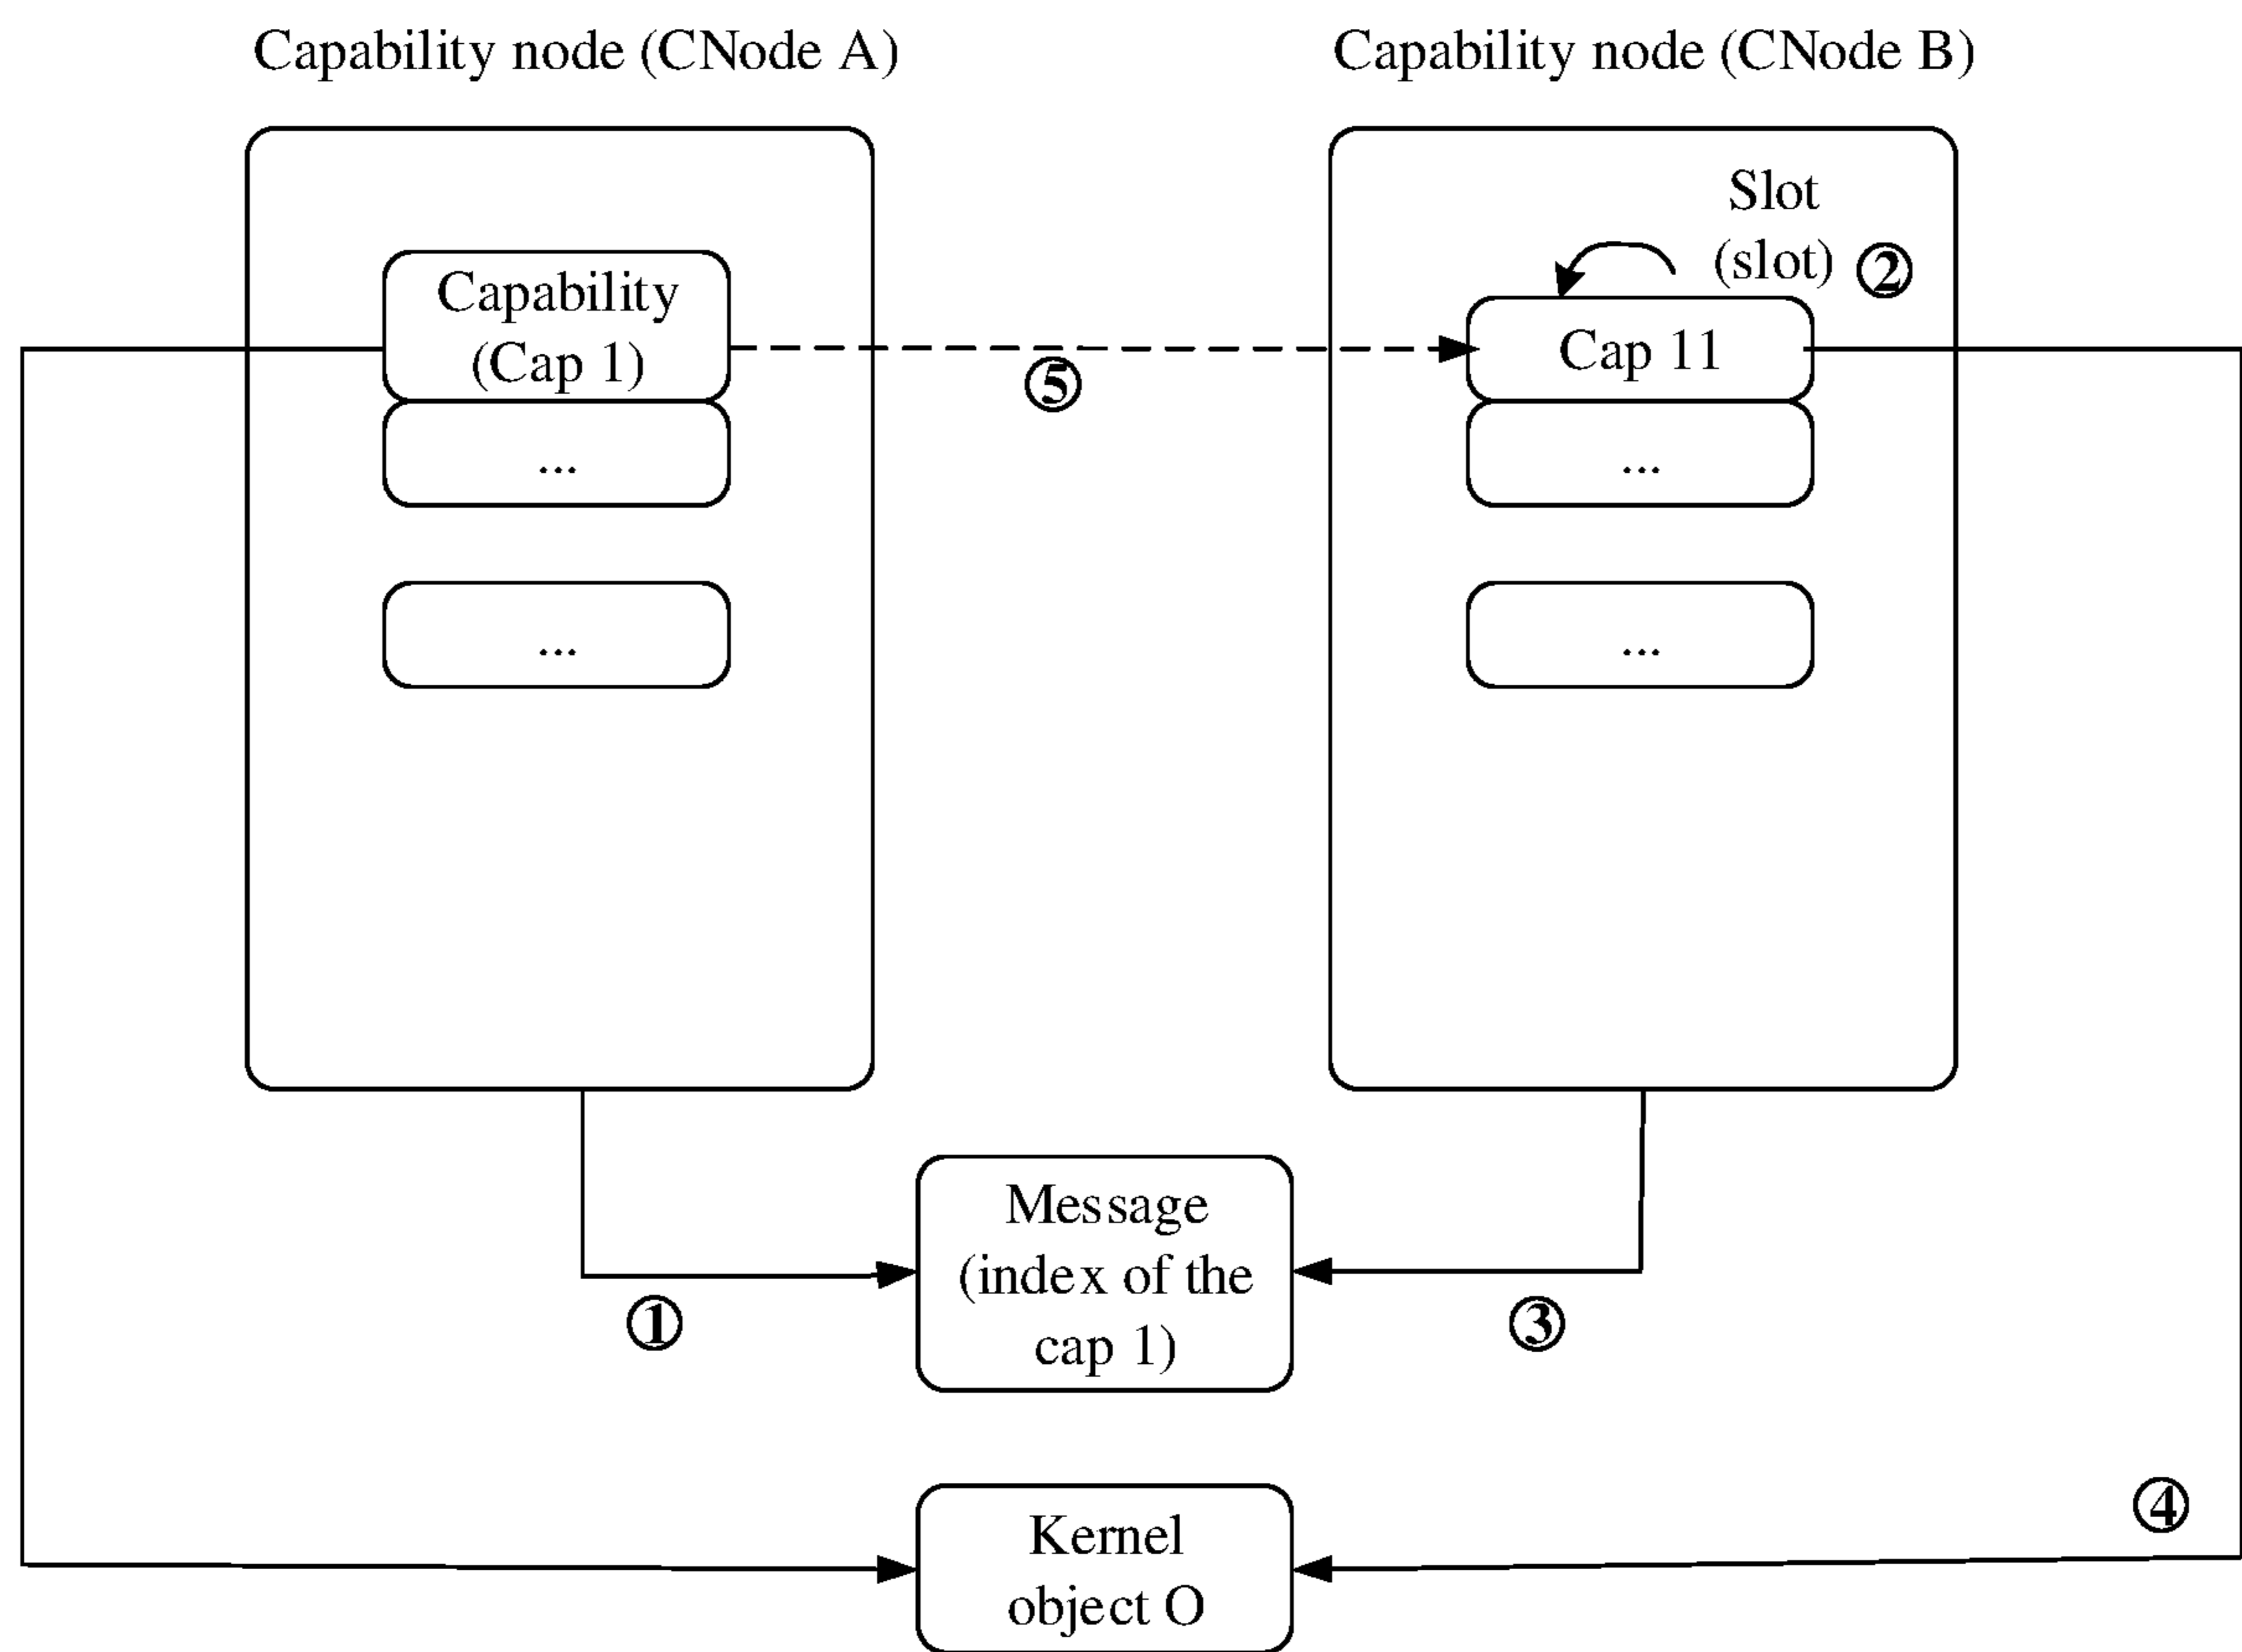 Capability node (CNode A)
Capability node (CNode B)
Slot
(slot) ②
Capability
(Cap 1)
Cap 11
⑤
...
...
...
...
Message
(index of the
cap 1)
①
③
④
Kernel
object O